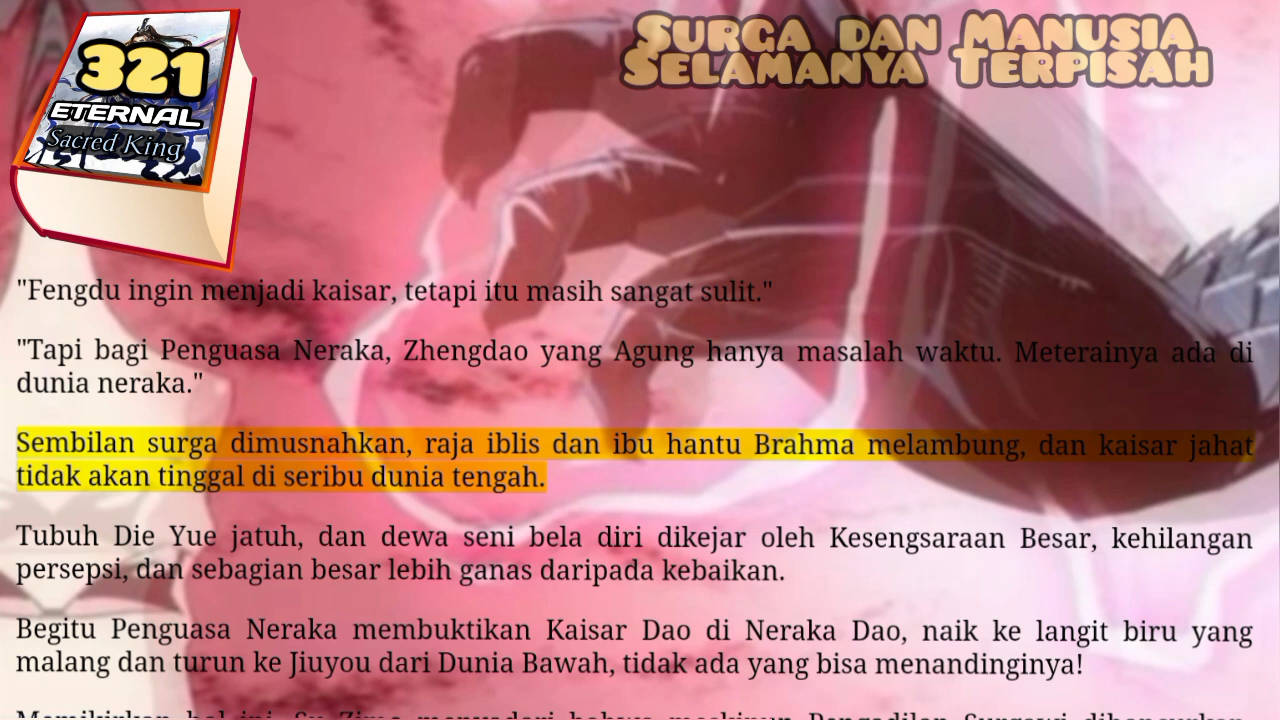 321
ETERNAL
Sacred King
SURGA DAN MANUSIA
SELAMANYA TERPISAH
"Fengdu ingin menjadi kaisar, tetapi itu masih sangat sulit."
"Tapi bagi Penguasa Neraka, Zhengdao yang Agung hanya masalah waktu. Meterainya ada di
dunia neraka."
Sembilan surga dimusnahkan, raja iblis dan ibu hantu Brahma melambung, dan kaisar jahat
tidak akan tinggal di seribu dunia tengah.
Tubuh Die Yue jatuh, dan dewa seni bela diri dikejar oleh Kesengsaraan Besar, kehilangan
persepsi, dan sebagian besar lebih ganas daripada kebaikan.
Begitu Penguasa Neraka membuktikan Kaisar Dao di Neraka Dao, naik ke langit biru yang
malang dan turun ke Jiuyou dari Dunia Bawah, tidak ada yang bisa menandinginya!